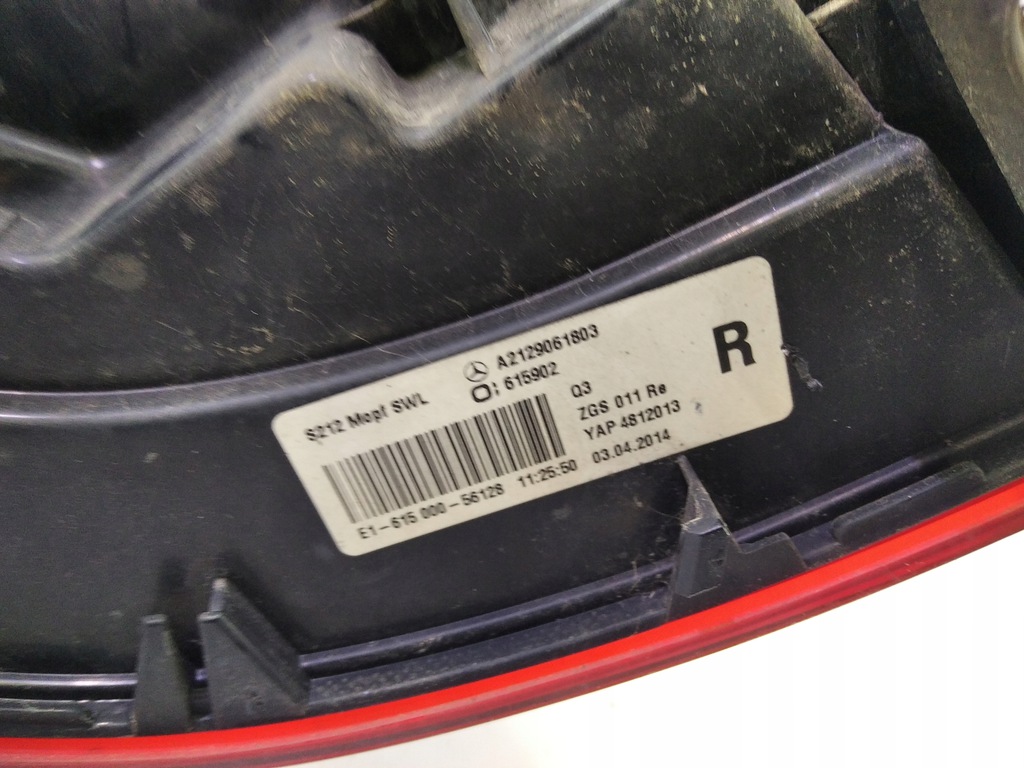 A2129061803
S212 Mopf SWL
O: 615902
R
Q3
ZGS 011 Re
YAP 4812013
E1-615 000-56128 11:25:50 03.04.2014